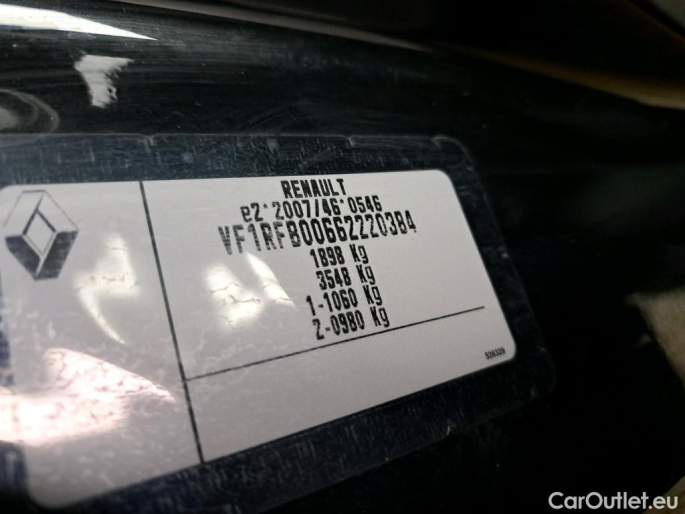 RENAULT
e2*2007/46*0546
VF1RFB00662220384
1898 Kg
3548 Kg
1-1060 Kg
2-0980 Kg
CarOutlet.eu